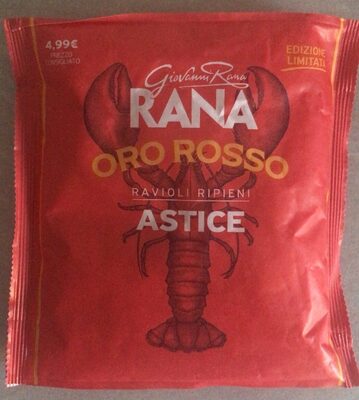 4,99€
PREZZO
CONSIGLIATO
EDIZIONE
LIMITATA
Giovanni Rana
RANA
ORO ROSSO
RAVIOLI RIPIENI
ASTICE